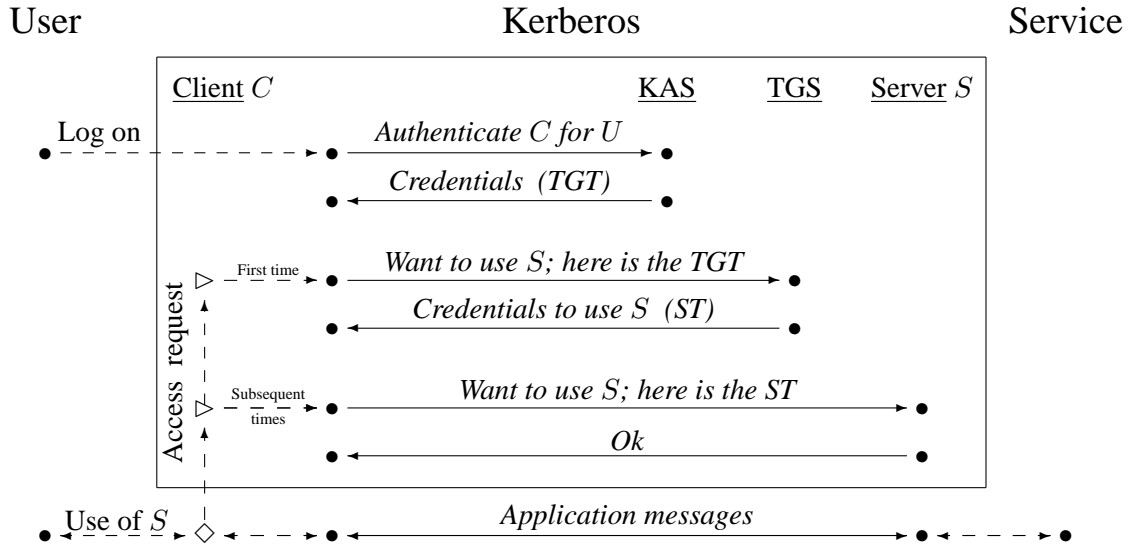 User Kerberos Service
Client C KAS TGS Server S
Log on
Authenticate C for U
Credentials (TGT)
First time
Want to use S; here is the TGT
Credentials to use S (ST)
Access request
Subsequent
times
Want to use S; here is the ST
Ok
Use of S
Application messages